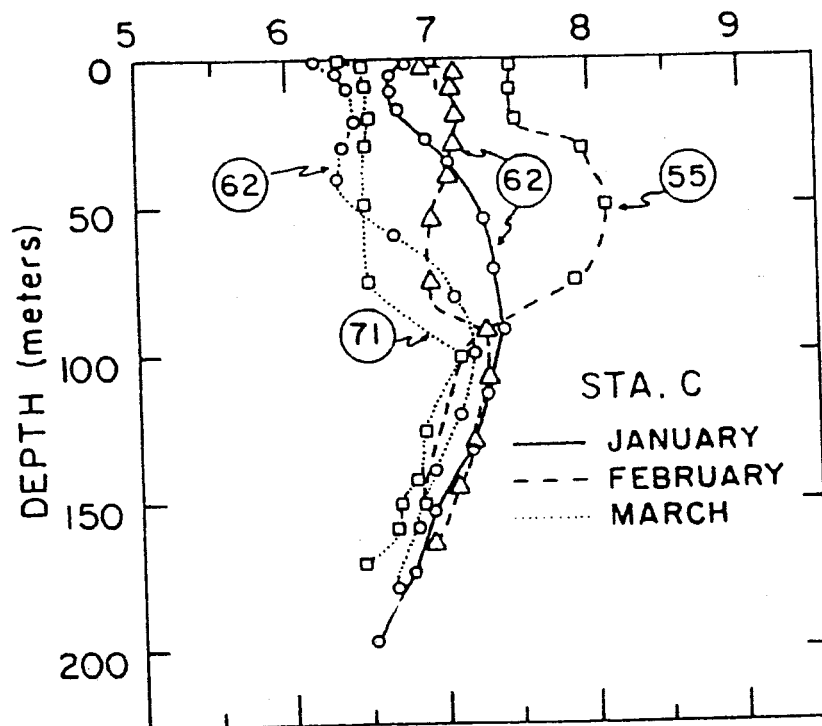 5 6 7 8 9
0
62 62 55
50
71
100
150
200
DEPTH (meters)
STA. C
JANUARY
FEBRUARY
MARCH